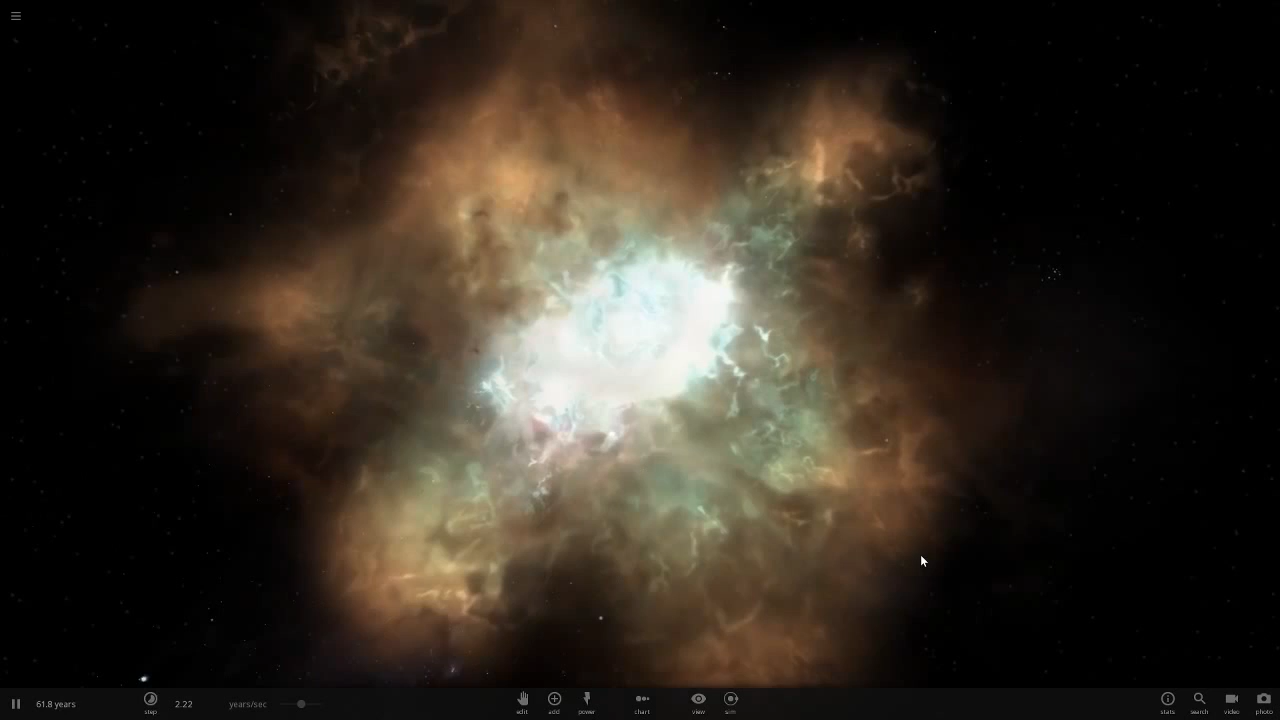 61.8 years
step
2.22
years/sec
edit
add
power
chart
view
sim
stats
search
video
photo